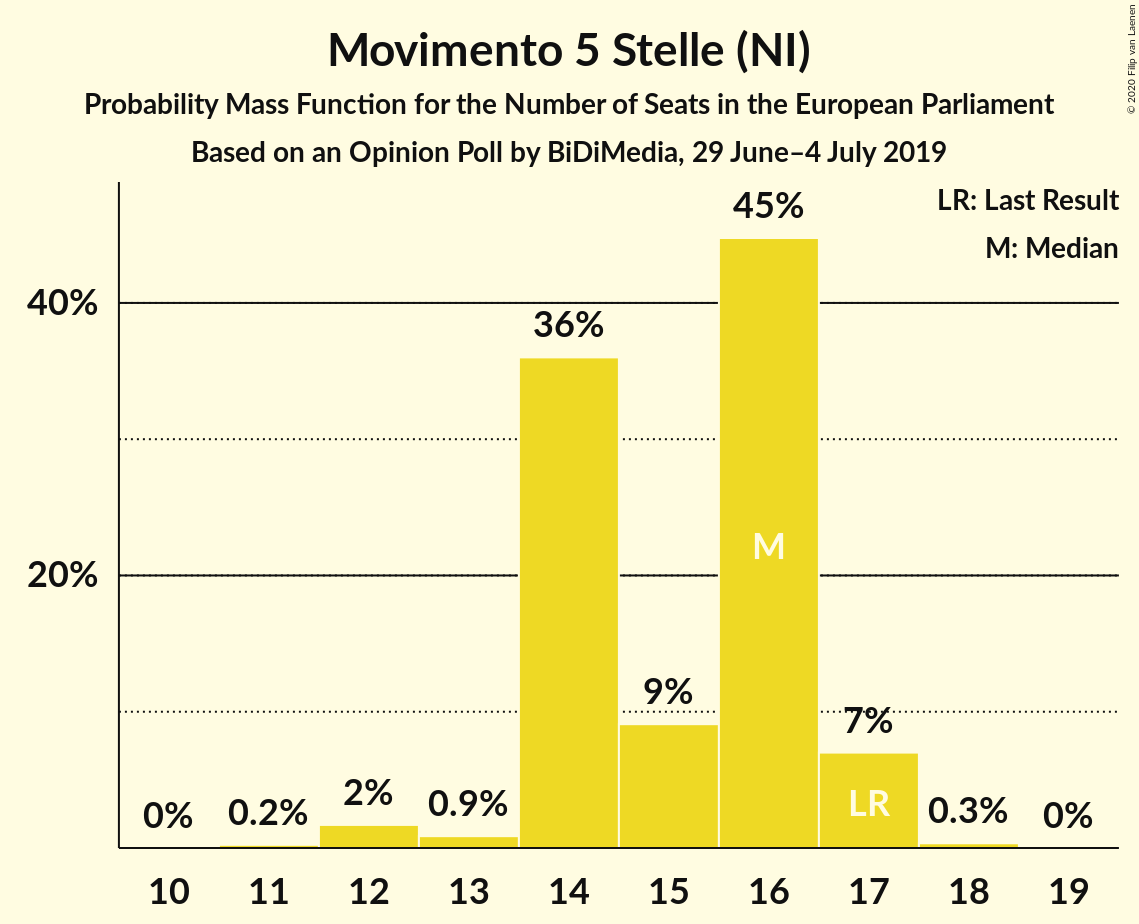 Movimento 5 Stelle (NI)
Probability Mass Function for the Number of Seats in the European Parliament
Based on an Opinion Poll by BiDiMedia, 29 June–4 July 2019
© 2020 Filip van Laenen
LR: Last Result
M: Median
40%
20%
0%
0.2%
2%
0.9%
36%
9%
45%
7%
0.3%
0%
M
LR
10 11 12 13 14 15 16 17 18 19